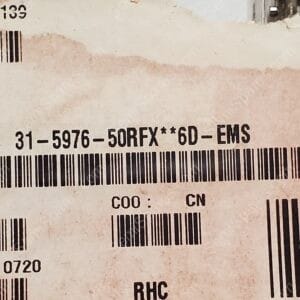 139
31-5976-50RFX**6D-EMS
COO: CN
0720
RHC